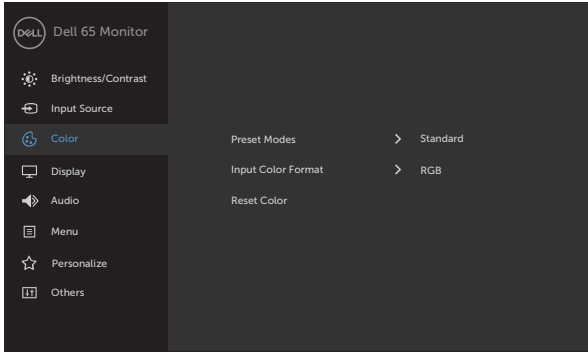 DELL Dell 65 Monitor
Brightness/Contrast
Input Source
Color
Preset Modes Standard
Display
Input Color Format RGB
Audio
Reset Color
Menu
Personalize
Others